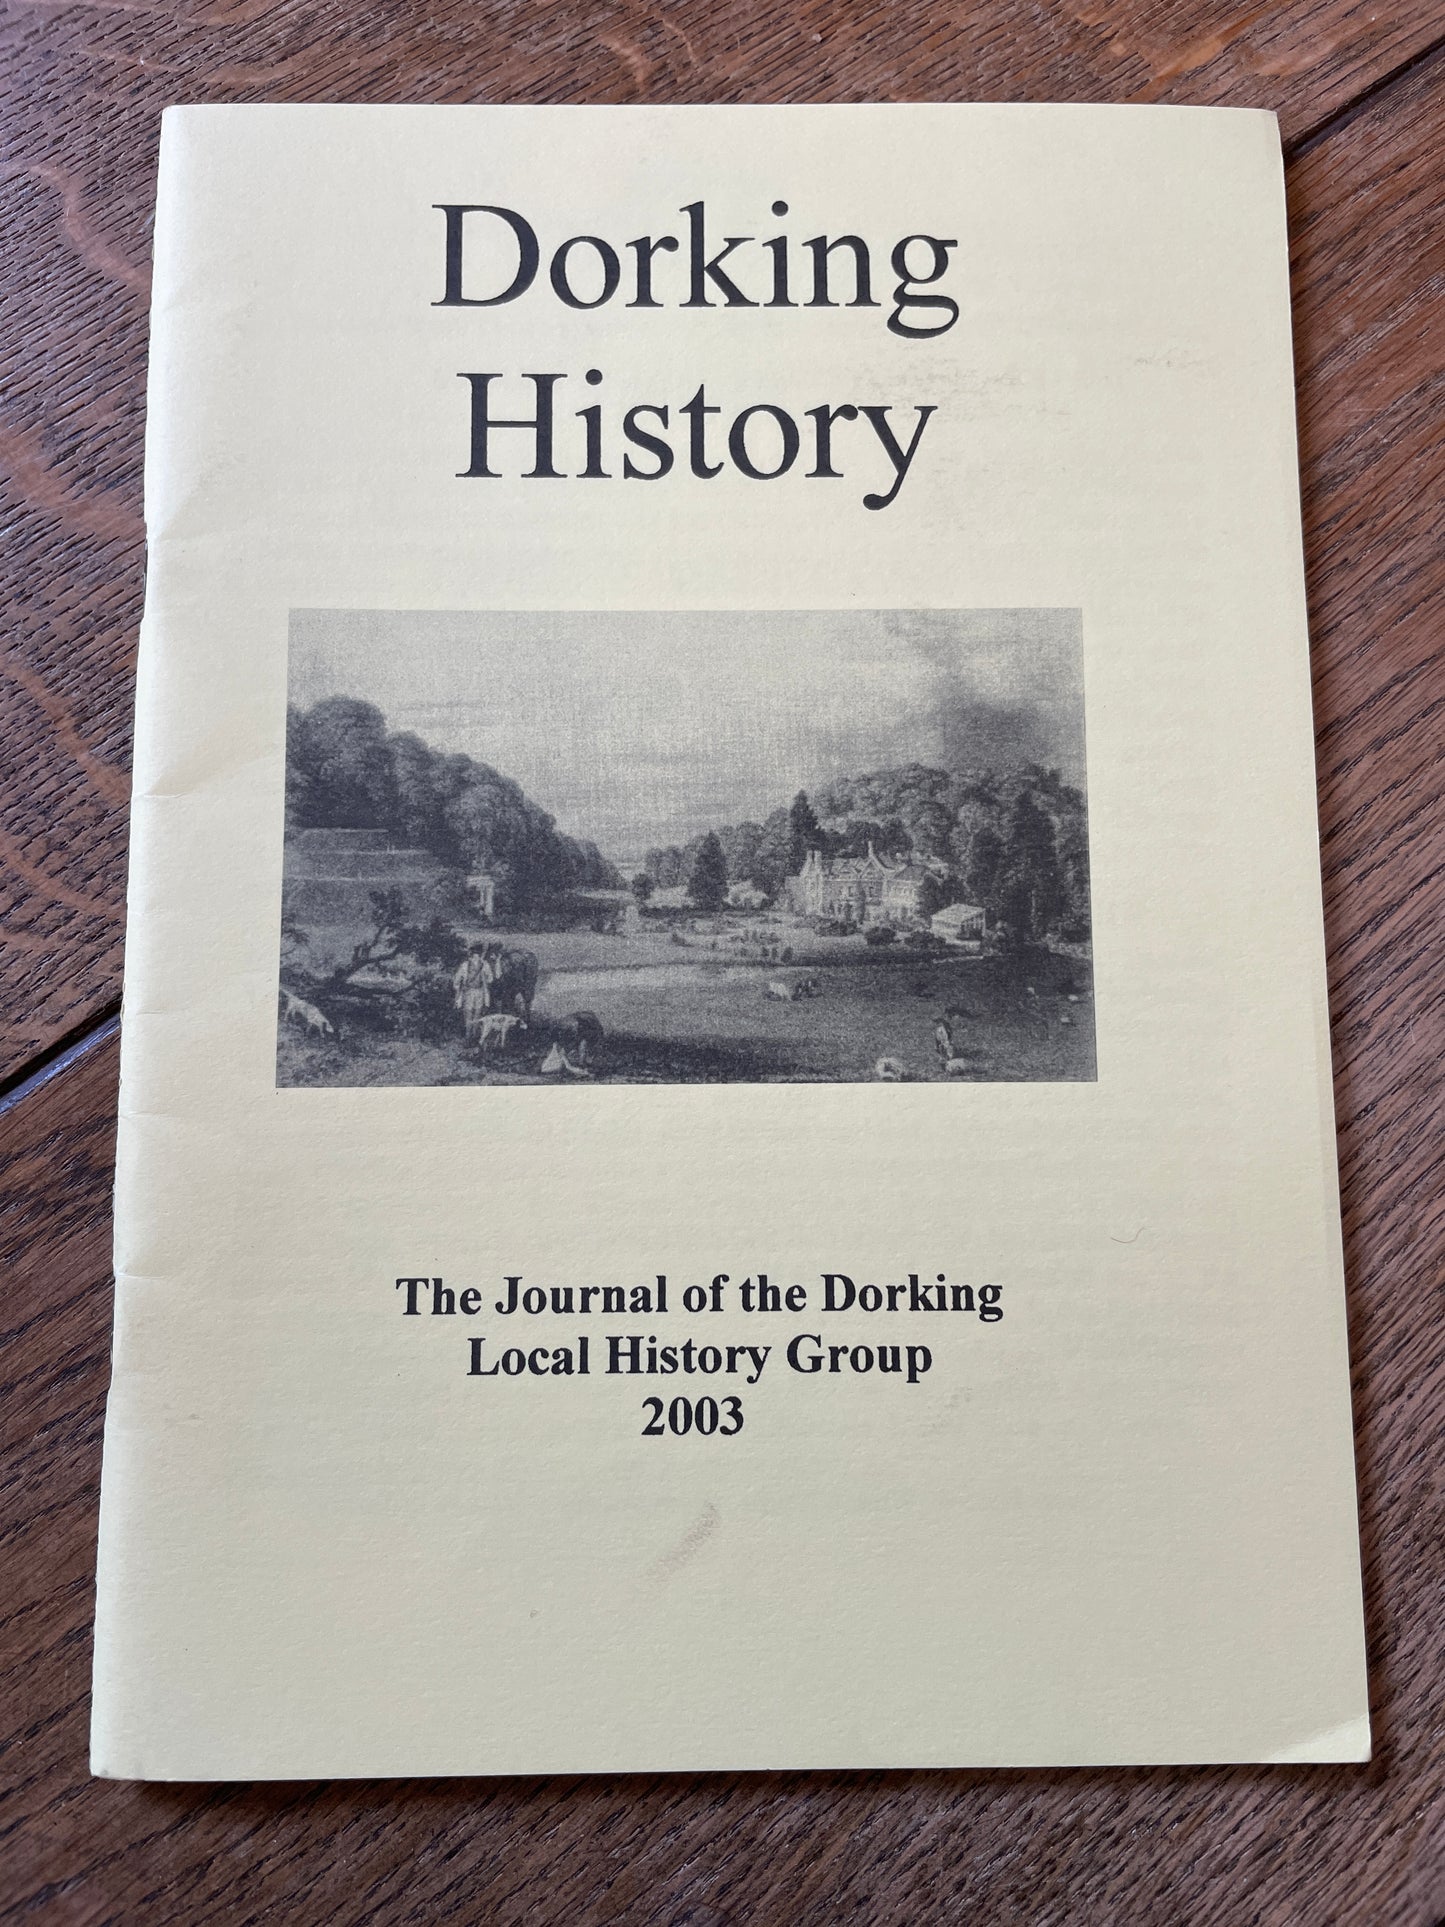 Dorking
History
The Journal of the Dorking
Local History Group
2003